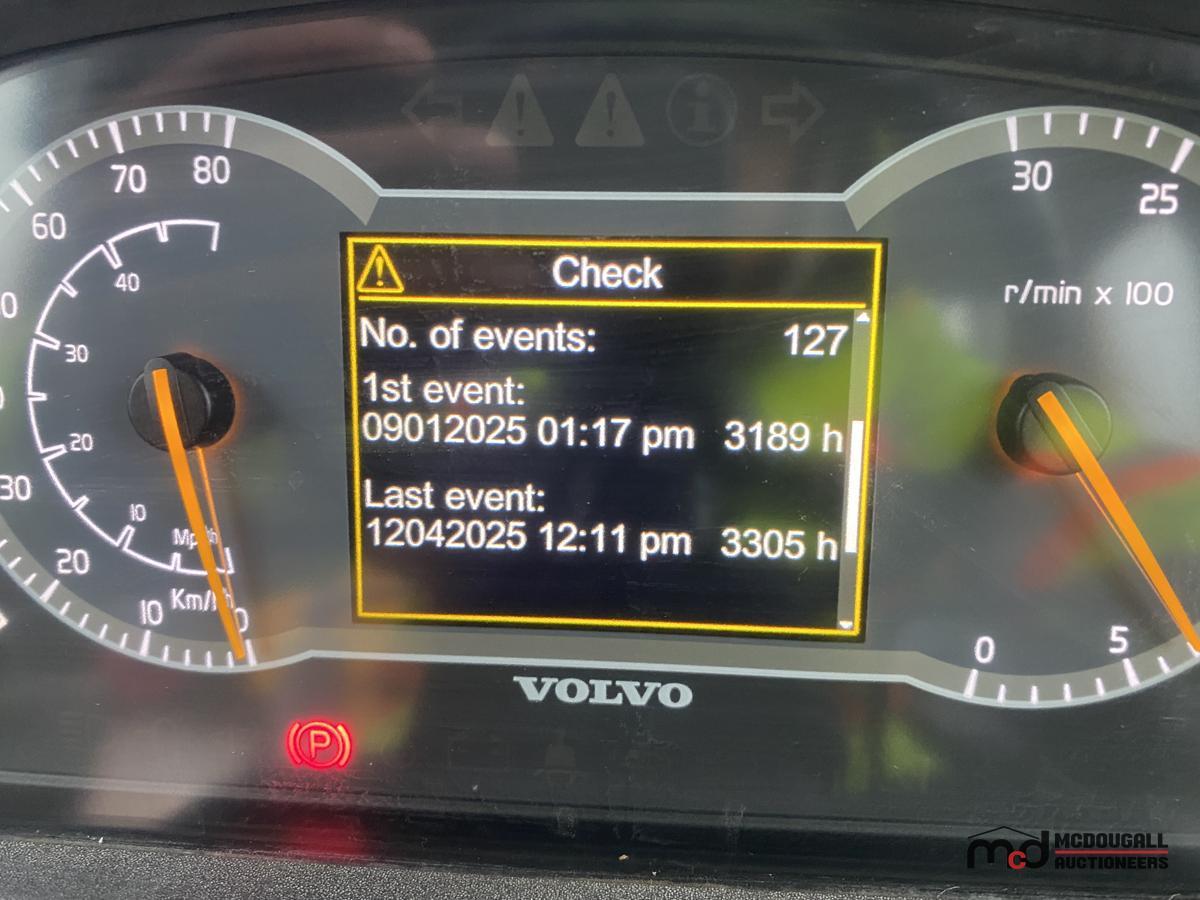 80
70
60
40
30
30
20
20
10
10
Mph
Km/h
0
Check
No. of events: 127
1st event:
09012025 01:17 pm 3189 h
Last event:
12042025 12:11 pm 3305 h
30
25
r/min x 100
0
5
VOLVO
P
mcd MCDOUGALL
AUCTIONEERS